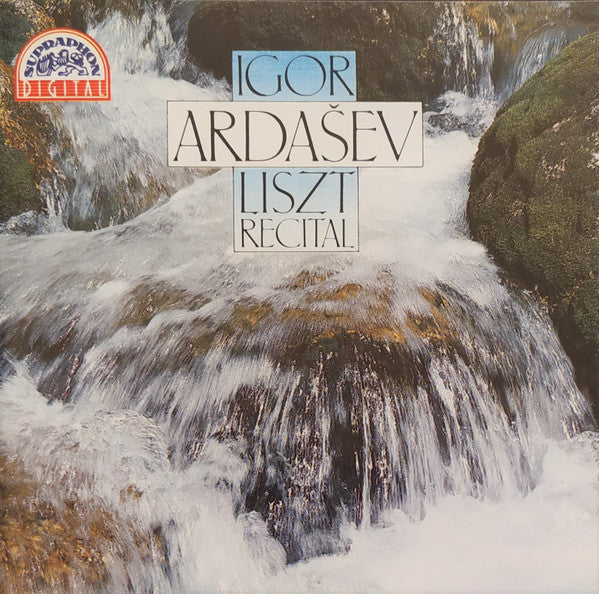 SUPRAPHON
DIGITAL
IGOR
ARDAŠEV
LISZT
RECITAL